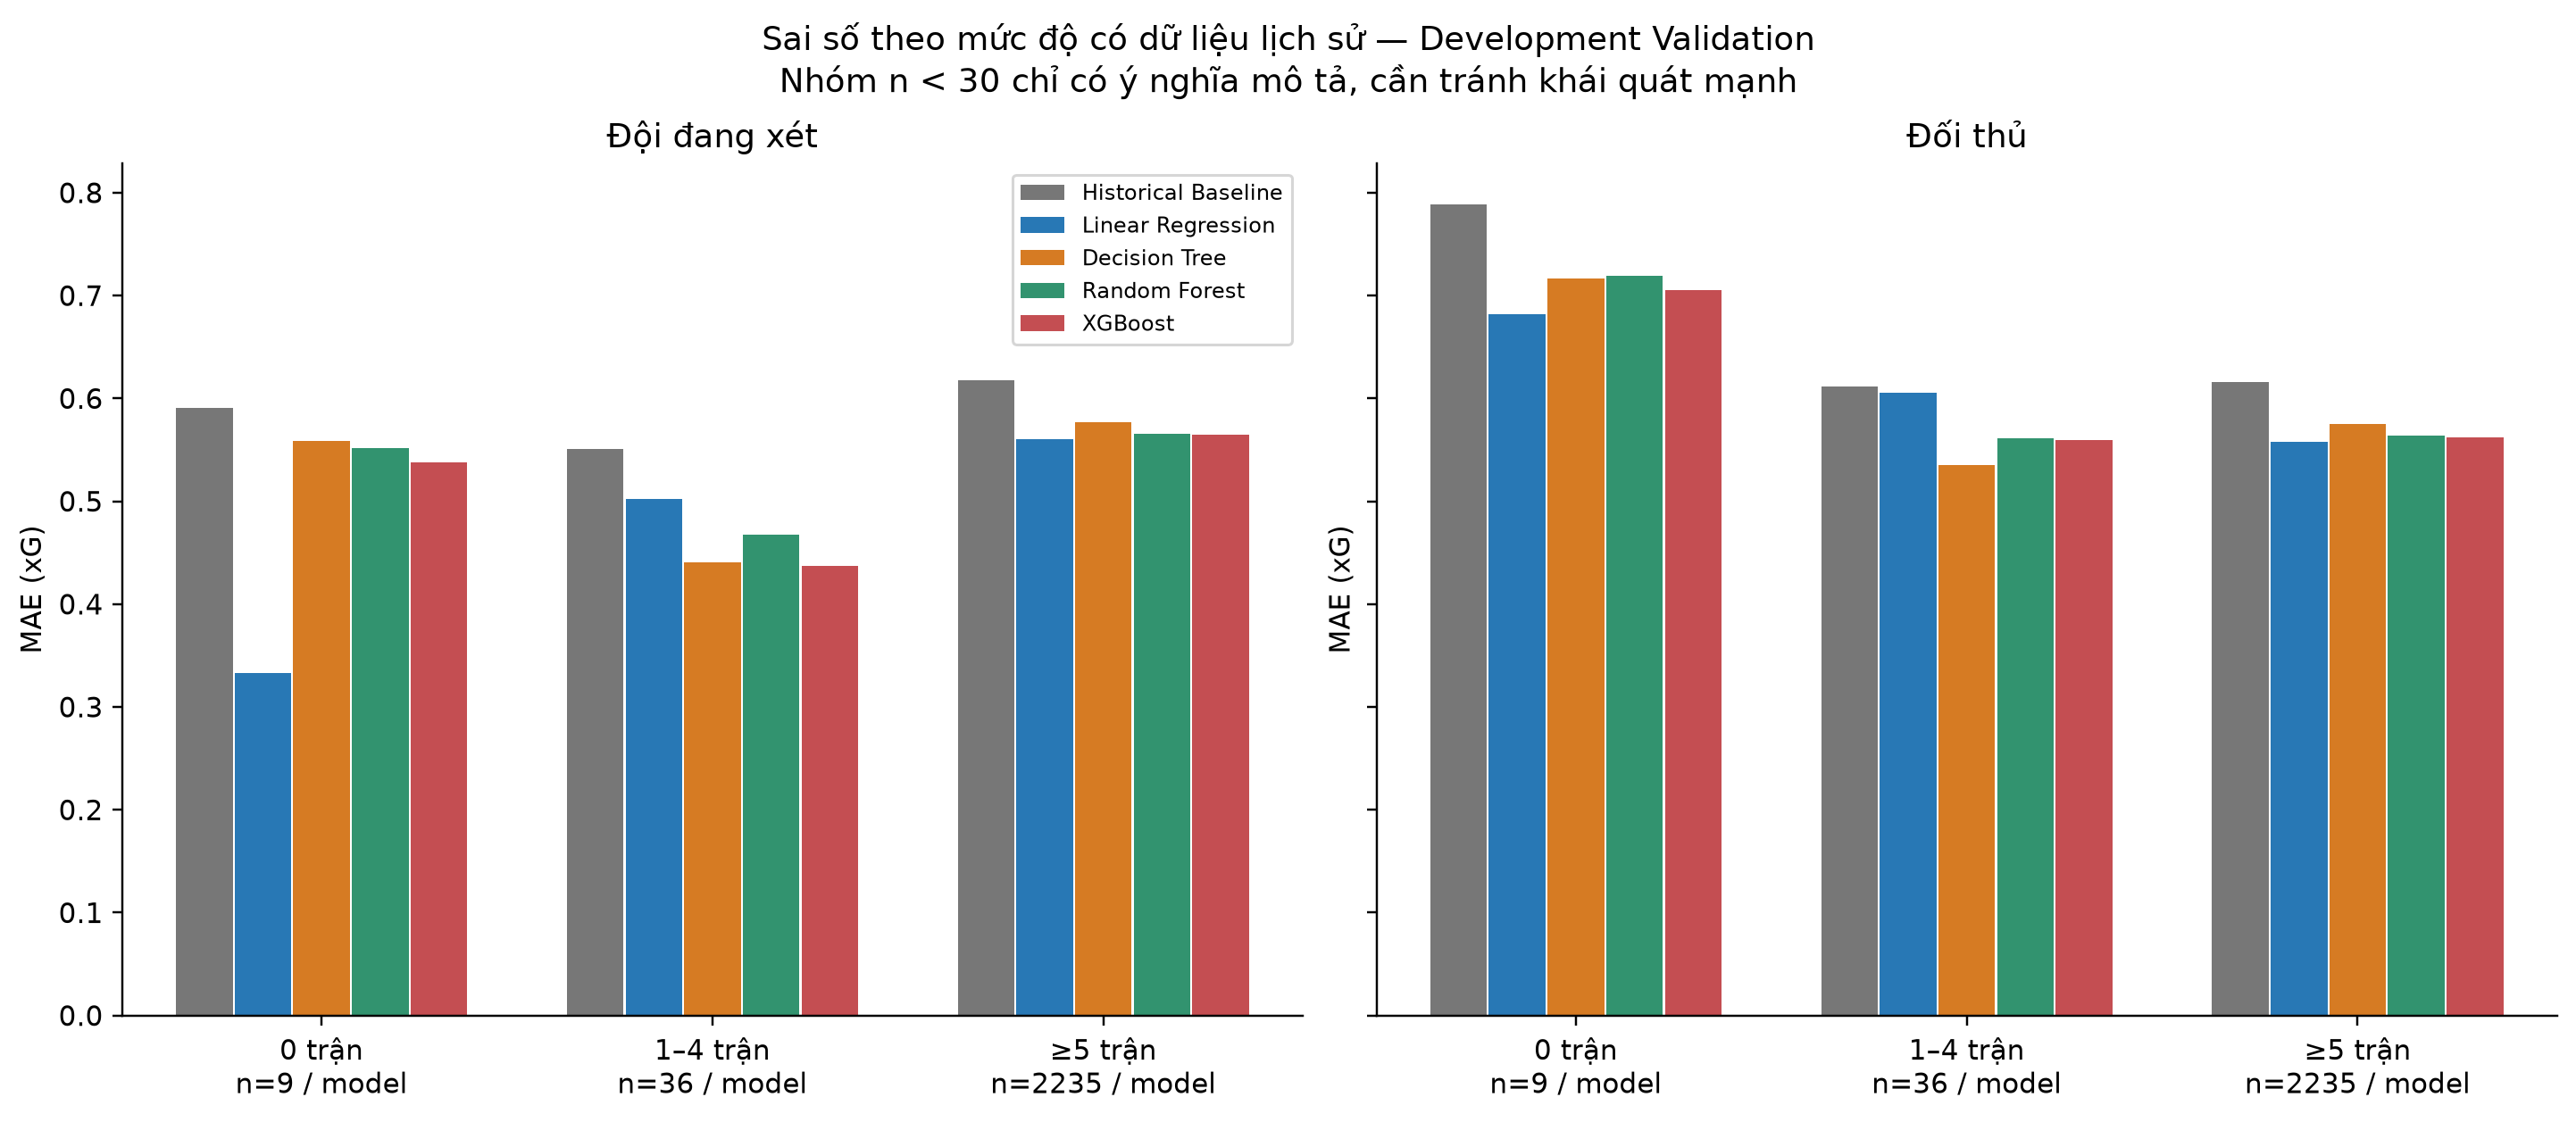 Sai số theo mức độ có dữ liệu lịch sử — Development Validation
Nhóm n < 30 chỉ có ý nghĩa mô tả, cần tránh khái quát mạnh
Đội đang xét
MAE (xG)
0.8
0.7
0.6
0.5
0.4
0.3
0.2
0.1
0.0
Historical Baseline
Linear Regression
Decision Tree
Random Forest
XGBoost
0 trận
n=9 / model
1–4 trận
n=36 / model
≥5 trận
n=2235 / model
Đối thủ
MAE (xG)
0 trận
n=9 / model
1–4 trận
n=36 / model
≥5 trận
n=2235 / model